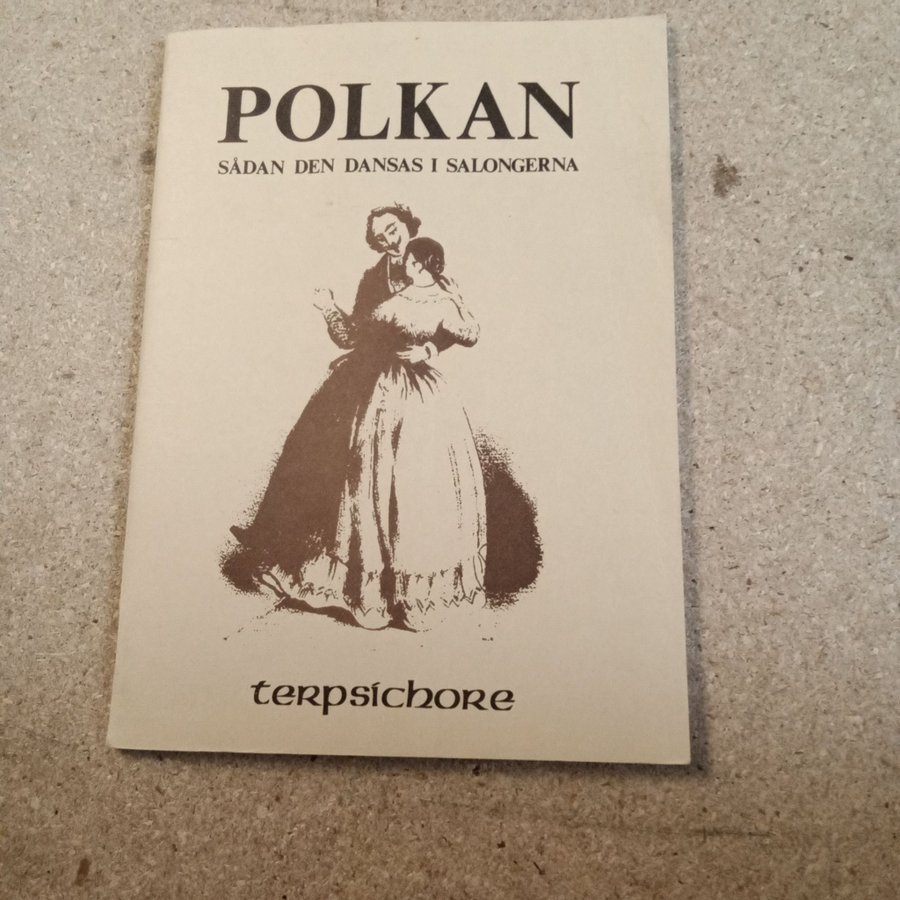 POLKAN
SÅDAN DEN DANSAS I SALONGERNA
terpsichore